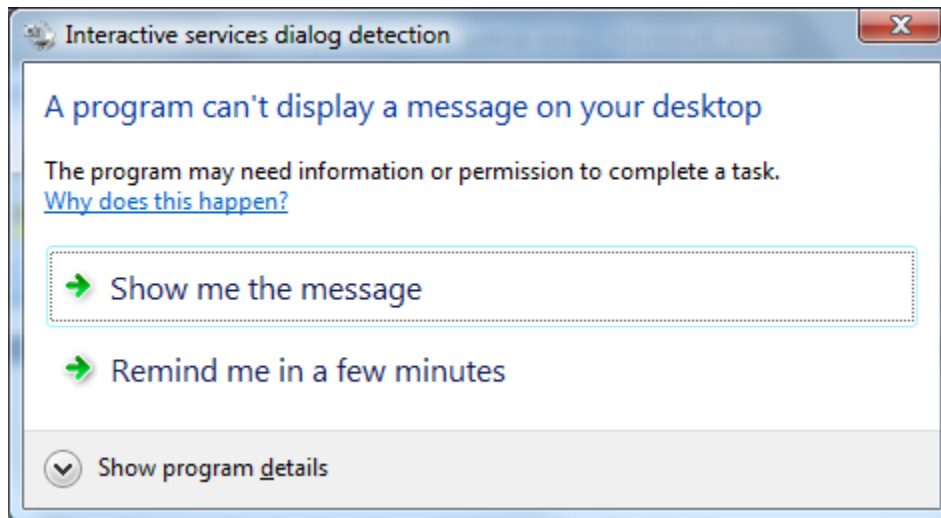 Interactive services dialog detection
A program can't display a message on your desktop
The program may need information or permission to complete a task.
Why does this happen?
Show me the message
Remind me in a few minutes
Show program details